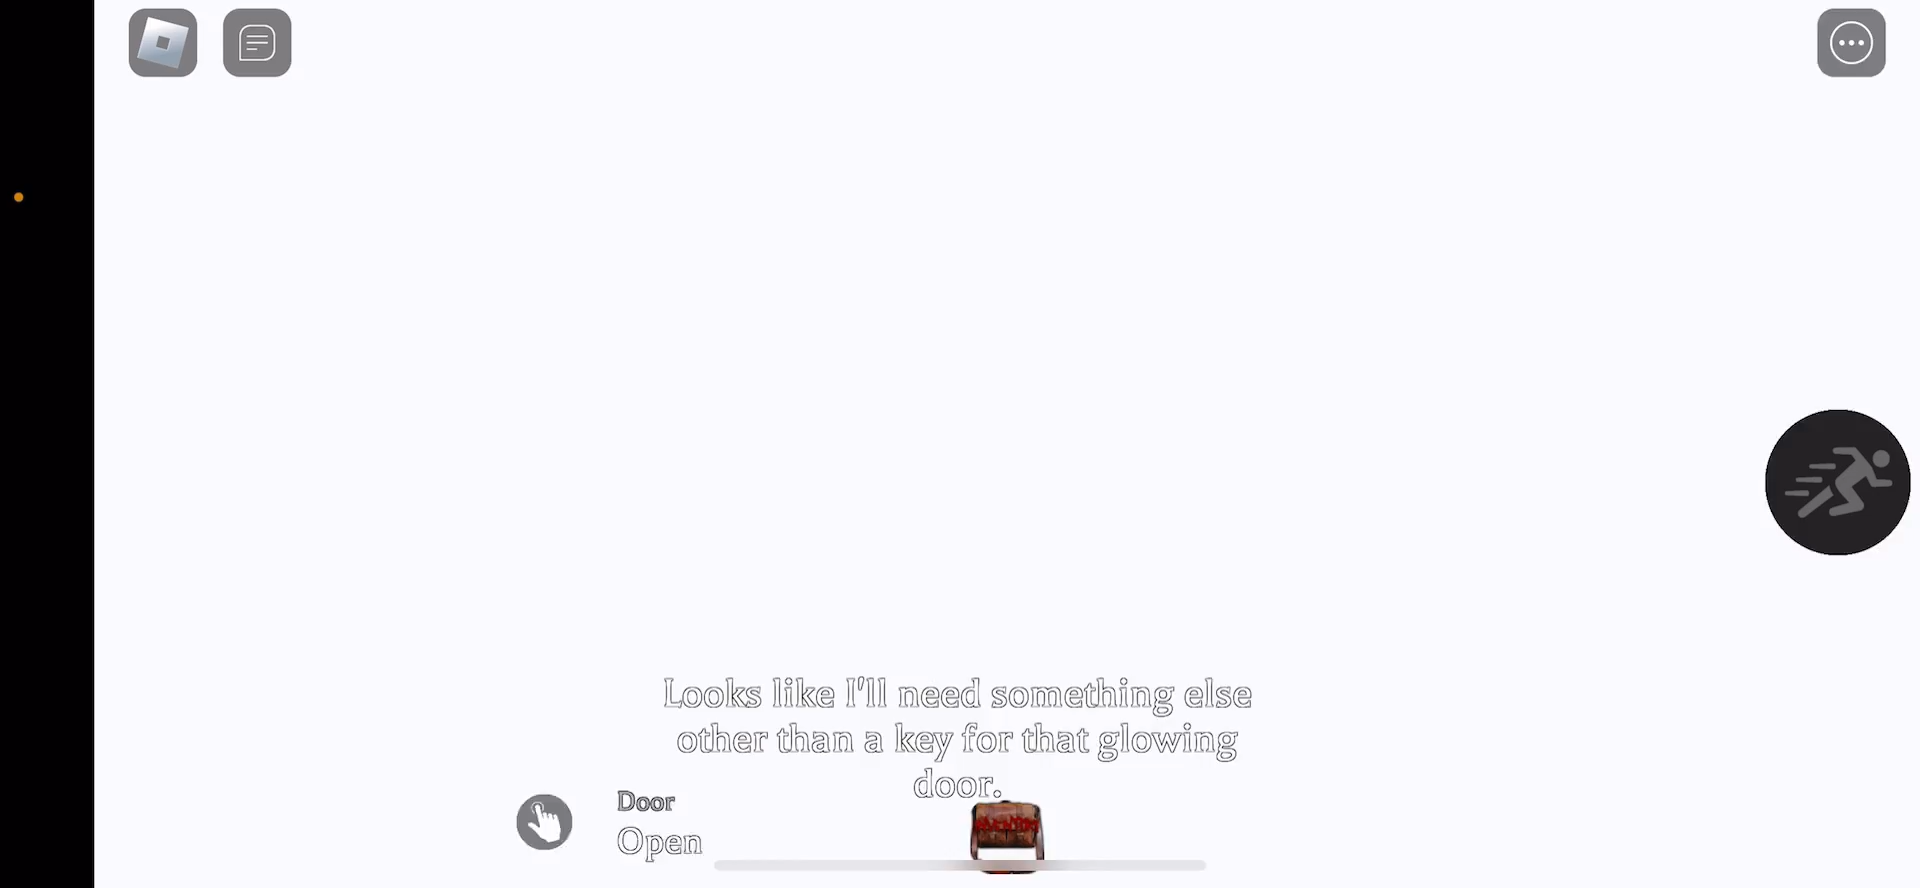 Looks like I'll need something else
other than a key for that glowing
door.
Door
Open